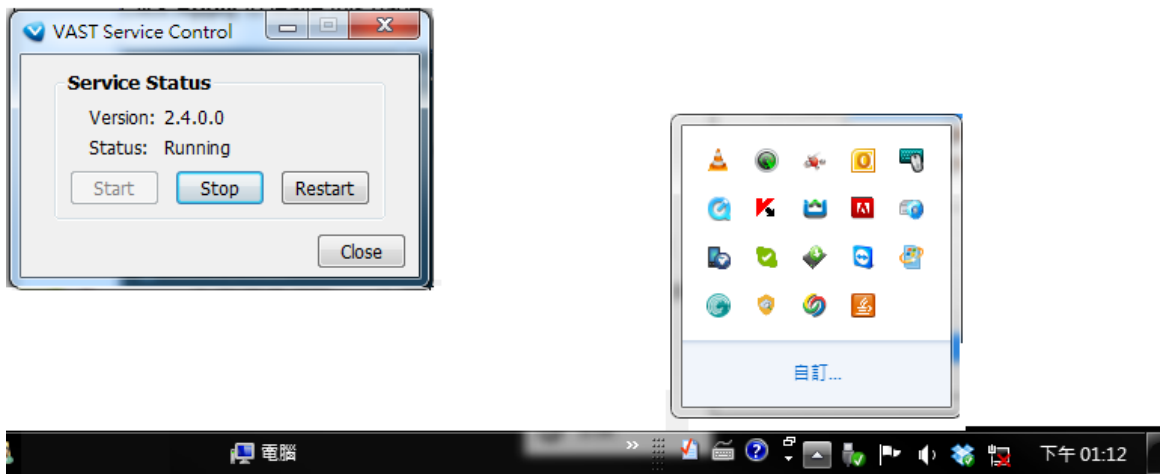 VAST Service Control
Service Status
Version: 2.4.0.0
Status: Running
Start Stop Restart
Close
自訂...
電腦
下午 01:12